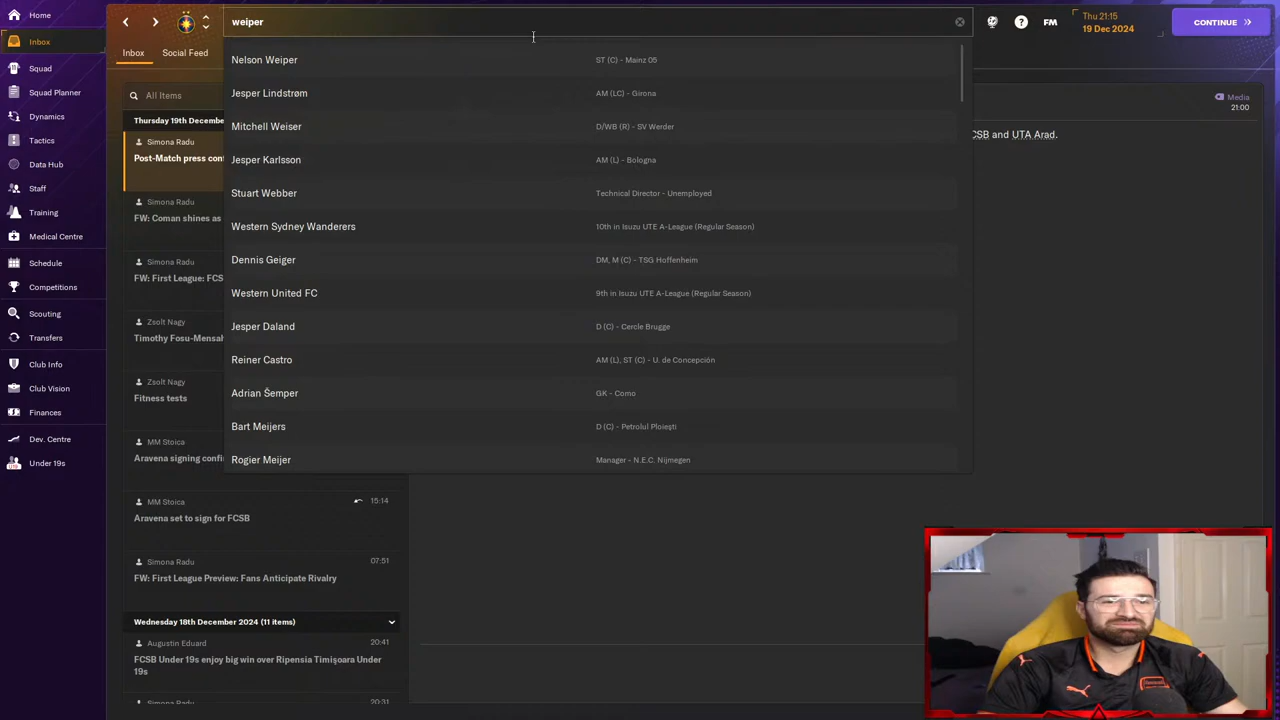 Home
Inbox
Squad
Squad Planner
Dynamics
Tactics
Data Hub
Staff
Training
Medical Centre
Schedule
Competitions
Scouting
Transfers
Club Info
Club Vision
Finances
Dev. Centre
Under 19s
weiper
FM
Thu 21:15
19 Dec 2024
CONTINUE
Inbox
Social Feed
Nelson Weiper
ST (C) - Mainz 05
Jesper Lindstrøm
AM (LC) - Girona
Mitchell Weiser
D/WB (R) - SV Werder
Jesper Karlsson
AM (L) - Bologna
Stuart Webber
Technical Director - Unemployed
Western Sydney Wanderers
10th in Isuzu UTE A-League (Regular Season)
Dennis Geiger
DM, M (C) - TSG Hoffenheim
Western United FC
9th in Isuzu UTE A-League (Regular Season)
Jesper Daland
D (C) - Cercle Brugge
Reiner Castro
AM (L), ST (C) - U. de Concepción
Adrian Šemper
GK - Como
Bart Meijers
D (C) - Petrolul Ploieşti
Rogier Meijer
Manager - N.E.C. Nijmegen
All Items
Thursday 19th Decembe
Simona Radu
Post-Match press conf
Simona Radu
FW: Coman shines as
Simona Radu
FW: First League: FCS
Zsolt Nagy
Timothy Fosu-Mensah
Zsolt Nagy
Fitness tests
MM Stoica
Aravena signing confi
MM Stoica
15:14
Aravena set to sign for FCSB
Simona Radu
07:51
FW: First League Preview: Fans Anticipate Rivalry
Wednesday 18th December 2024 (11 items)
Augustin Eduard
20:41
FCSB Under 19s enjoy big win over Ripensia Timişoara Under
19s
Simona Radu
20:31
Media
21:00
CSB and UTA Arad.